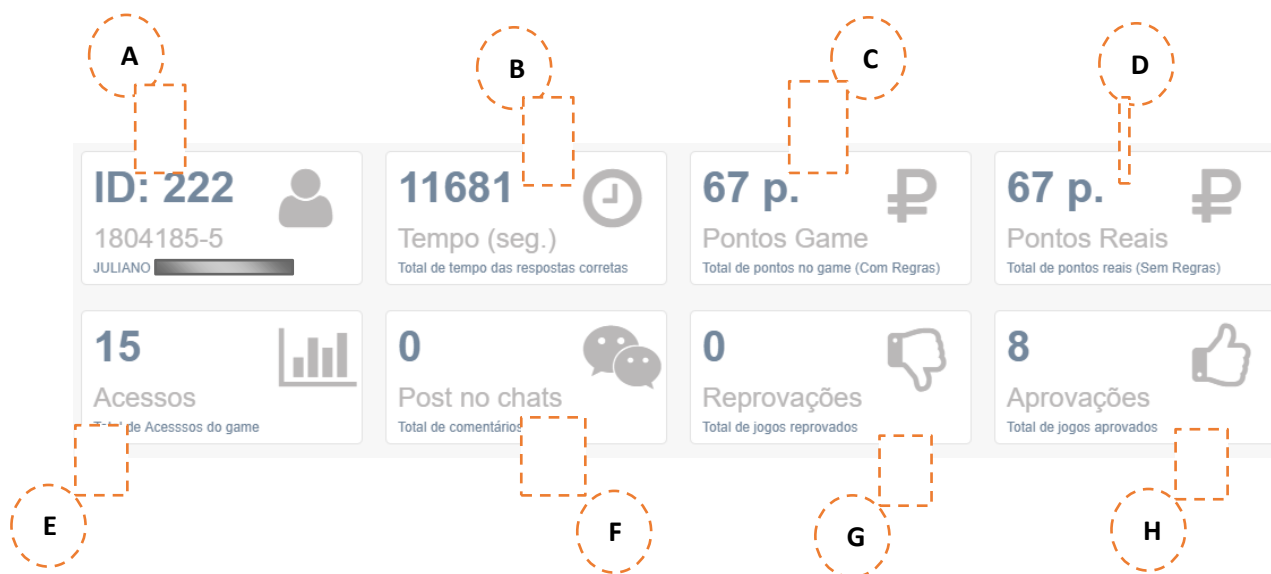 A
B
C
D
ID: 222
1804185-5
JULIANO
11681
Tempo (seg.)
Total de tempo das respostas corretas
67 p.
Pontos Game
Total de pontos no game (Com Regras)
67 p.
Pontos Reais
Total de pontos reais (Sem Regras)
15
Acessos
Total de Acesssos do game
0
Post no chats
Total de comentários
0
Reprovações
Total de jogos reprovados
8
Aprovações
Total de jogos aprovados
E
F
G
H